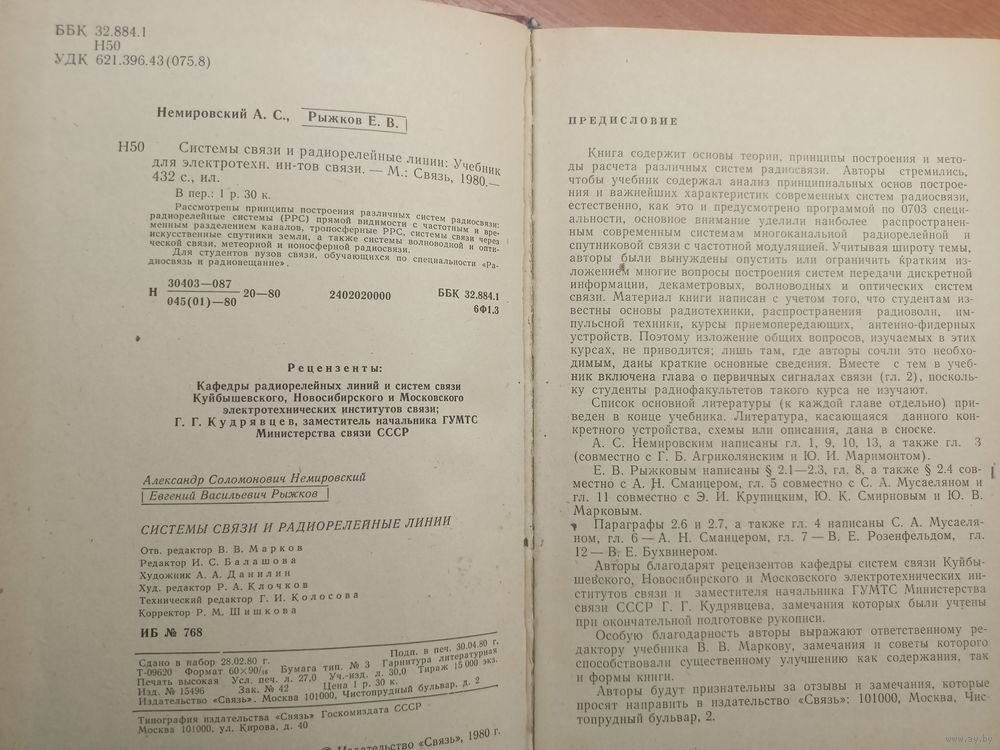 ББК 32.884.1
Н50
УДК 621.396.43(075.8)
Немировский А. С., Рыжков Е. В.
Н50 Системы связи и радиорелейные линии: Учебник
для электротехн. ин-тов связи. — М.: Связь, 1980.—
432 с., ил.
В пер.: 1 р. 30 к.
Рассмотрены принципы построения различных систем радиосвязи:
радиорелейные системы (РРС) прямой видимости с частотным и вре-
менным разделением каналов, тропосферные РРС, системы связи через
искусственные спутники земли, а также системы волноводной и опти-
ческой связи, метеорной и ионосферной радиосвязи.
Для студентов вузов связи, обучающихся по специальности «Ра-
диосвязь и радиовещание».
Н 30403—087
045(01)—80 20—80 2402020000 ББК 32.884.1
6Ф1.3
Рецензенты:
Кафедры радиорелейных линий и систем связи
Куйбышевского, Новосибирского и Московского
электротехнических институтов связи;
Г. Г. Кудрявцев, заместитель начальника ГУМТС
Министерства связи СССР
Александр Соломонович Немировский
Евгений Васильевич Рыжков
СИСТЕМЫ СВЯЗИ И РАДИОРЕЛЕЙНЫЕ ЛИНИИ
Отв. редактор В. В. Марков
Редактор И. С. Балашова
Художник А. А. Данилин
Худ. редактор Р. А. Клочков
Технический редактор Г. И. Колосова
Корректор Р. М. Шишкова
ИБ № 768
Сдано в набор 28.02.80 г. Подп. в печ. 30.04.80 г.
Т-09620 Формат 60×90/16 Бумага тип. № 3 Гарнитура литературная
Печать высокая Усл. печ. л. 27,0 Уч.-изд. л. 30,0 Тираж 15 000 экз.
Изд. № 15496 Зак. № 42 Цена 1 р. 30 к.
Издательство «Связь». Москва 101000, Чистопрудный бульвар, д. 2
Типография издательства «Связь» Госкомиздата СССР
Москва 101000, ул. Кирова, д. 40
© Издательство «Связь», 1980 г.
ПРЕДИСЛОВИЕ
Книга содержит основы теории, принципы построения и мето-
ды расчета различных систем радиосвязи. Авторы стремились,
чтобы учебник содержал анализ принципиальных основ построе-
ния и важнейших характеристик современных систем радиосвязи,
естественно, как это и предусмотрено программой по 0703 специ-
альности, основное внимание уделили наиболее распространен-
ным современным системам многоканальной радиорелейной и
спутниковой связи с частотной модуляцией. Учитывая широту темы,
авторы были вынуждены опустить или ограничить кратким из-
ложением многие вопросы построения систем передачи дискретной
информации, декаметровых, волноводных и оптических систем
связи. Материал книги написан с учетом того, что студентам из-
вестны основы радиотехники, распространения радиоволн, им-
пульсной техники, курсы приемопередающих, антенно-фидерных
устройств. Поэтому изложение общих вопросов, изучаемых в этих
курсах, не приводится; лишь там, где авторы сочли это необхо-
димым, даны краткие основные сведения. Вместе с тем в учеб-
ник включена глава о первичных сигналах связи (гл. 2), посколь-
ку студенты радиофакультетов такого курса не изучают.
Список основной литературы (к каждой главе отдельно) при-
веден в конце учебника. Литература, касающаяся данного кон-
кретного устройства, схемы или описания, дана в сноске.
А. С. Немировским написаны гл. 1, 9, 10, 13, а также гл. 3
(совместно с Г. Б. Агриколянским и Ю. И. Маримонтом).
Е. В. Рыжковым написаны § 2.1—2.3, гл. 8, а также § 2.4 сов-
местно с А. Н. Сманцером, гл. 5 совместно с С. А. Мусаеляном и
гл. 11 совместно с Э. И. Крупицким, Ю. К. Смирновым и Ю. В.
Марковым.
Параграфы 2.6 и 2.7, а также гл. 4 написаны С. А. Мусаеля-
ном, гл. 6 — А. Н. Сманцером, гл. 7 — В. Е. Розенфельдом, гл.
12 — В. Е. Бухвинером.
Авторы благодарят рецензентов кафедры систем связи Куйбы-
шевского, Новосибирского и Московского электротехнических ин-
ститутов связи и заместителя начальника ГУМТС Министерства
связи СССР Г. Г. Кудрявцева, замечания которых были учтены
при окончательной подготовке рукописи.
Особую благодарность авторы выражают ответственному ре-
дактору учебника В. В. Маркову, замечания и советы которого
способствовали существенному улучшению как содержания, так
и формы книги.
Авторы будут признательны за отзывы и замечания, которые
просят направить в издательство «Связь»: 101000, Москва, Чис-
топрудный бульвар, 2.
www.ay.by